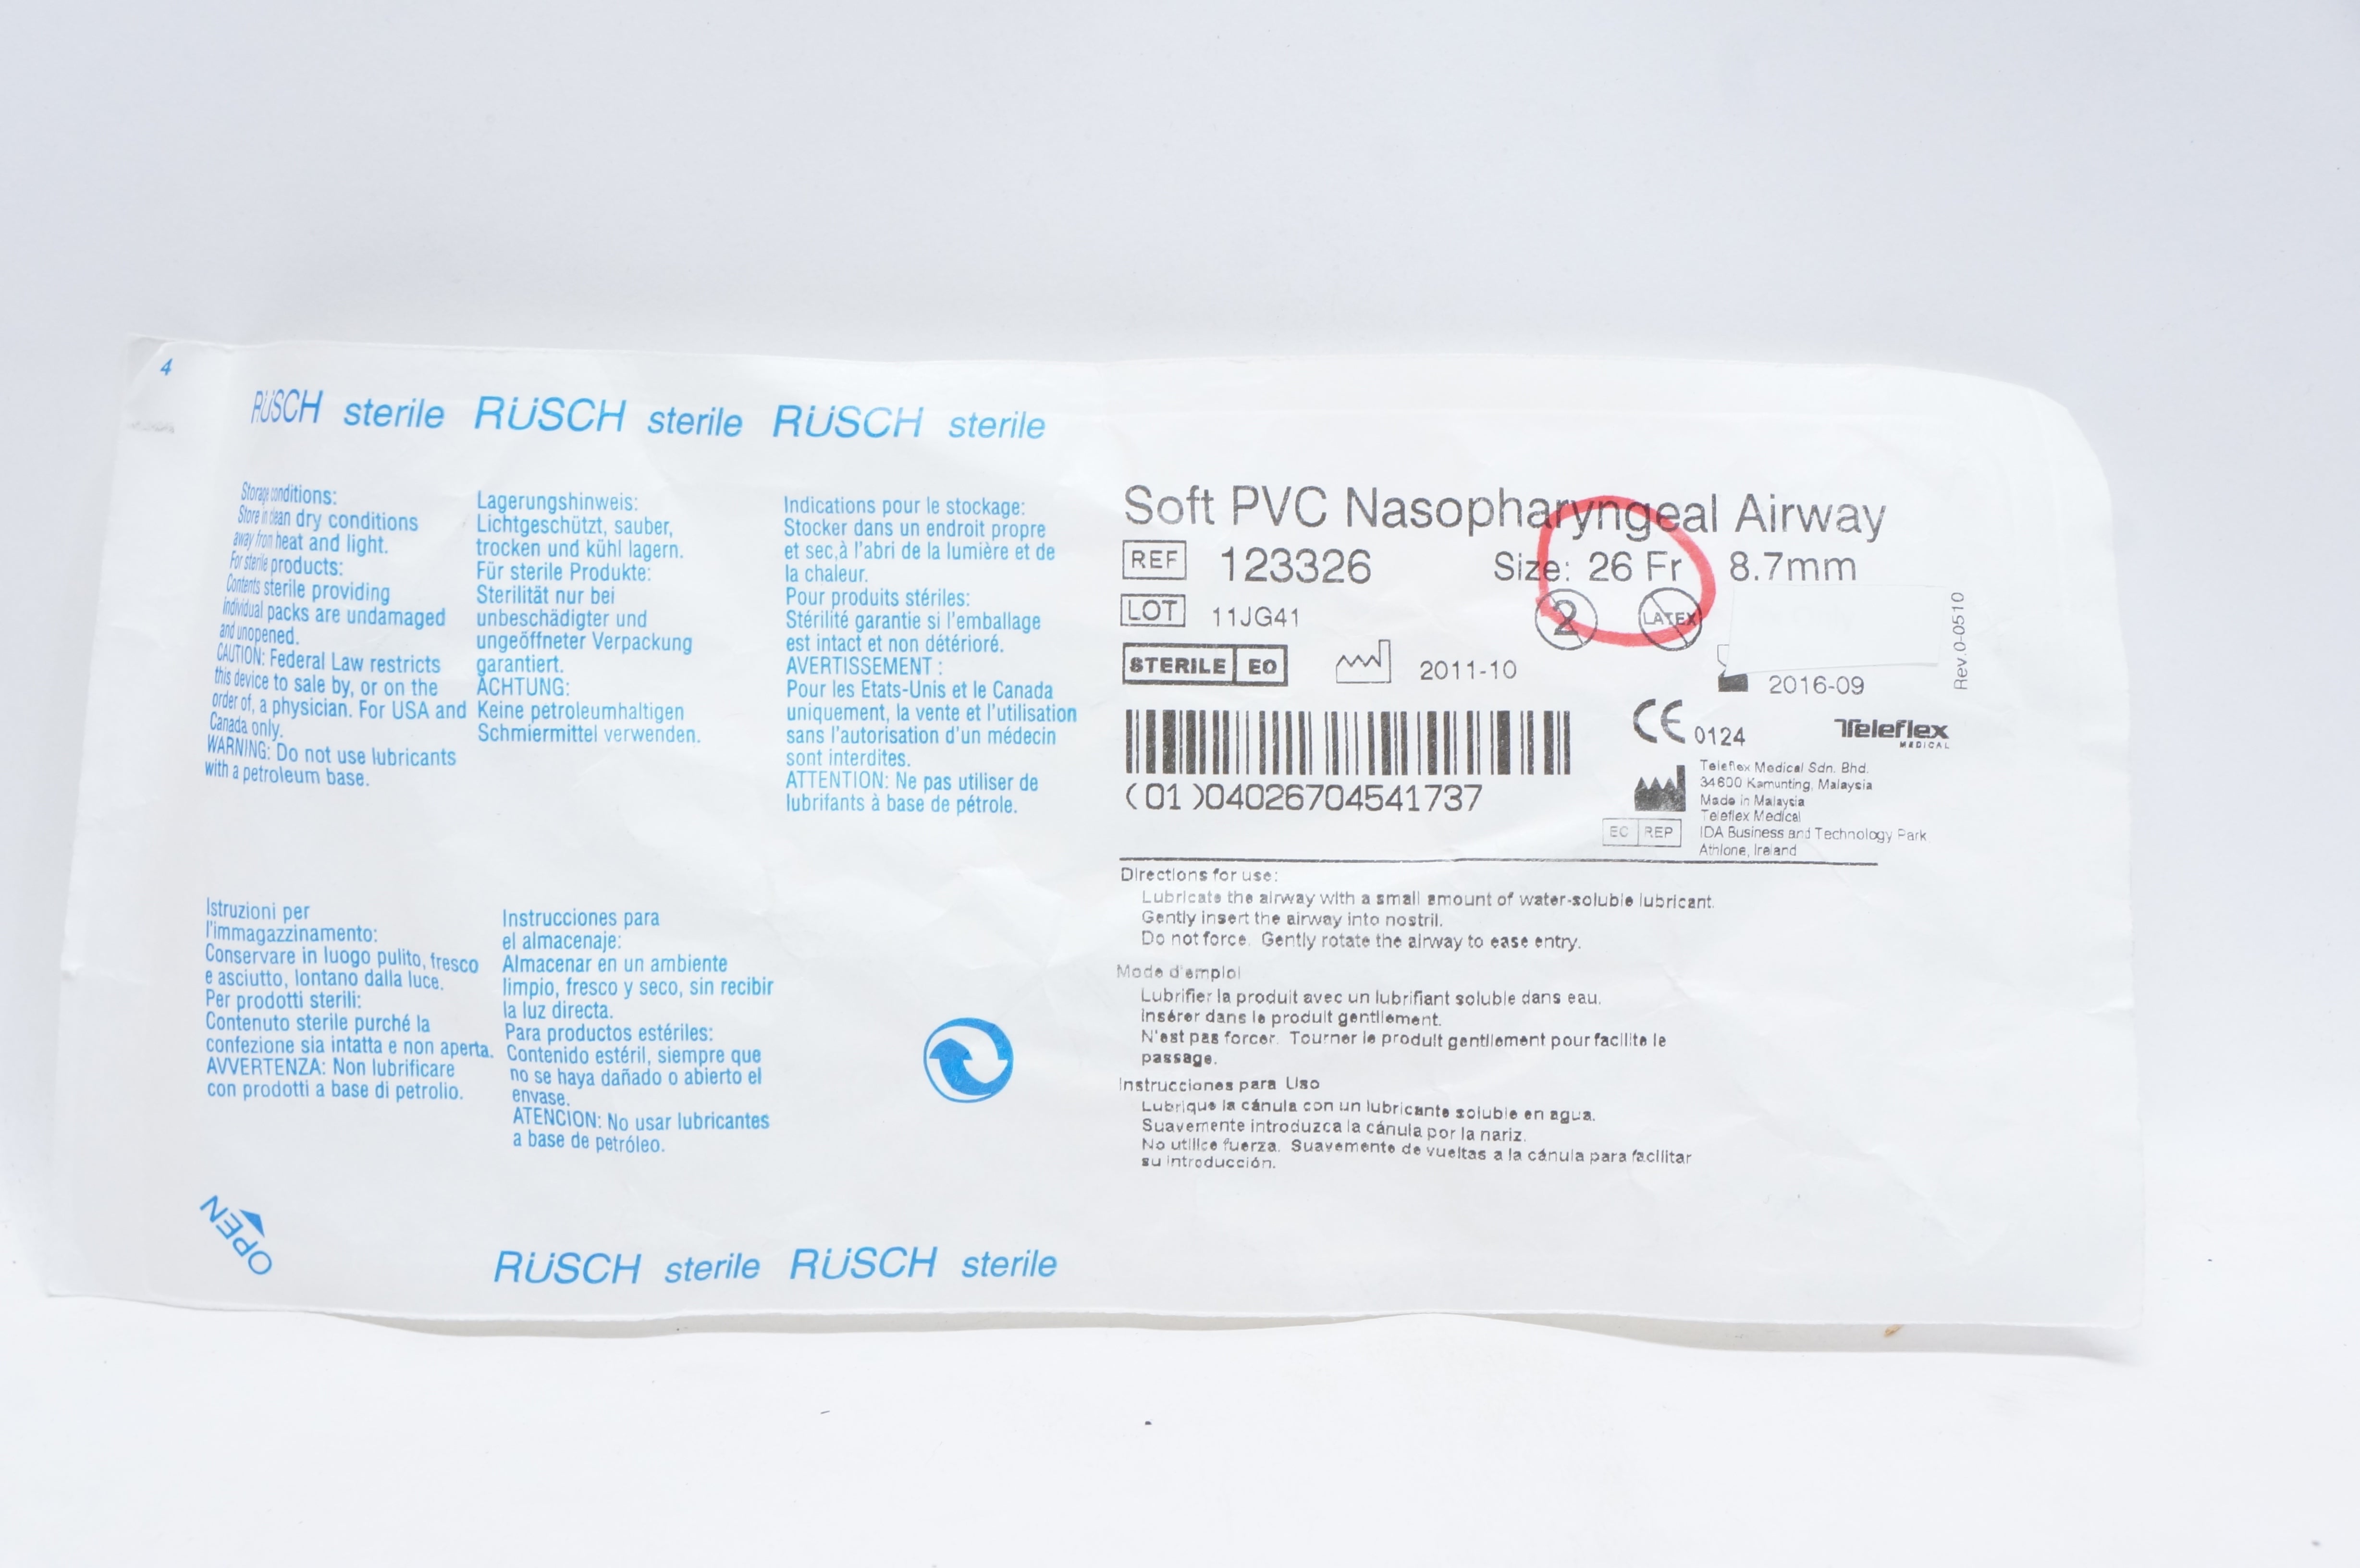 4
RÜSCH sterile RÜSCH sterile RÜSCH sterile
Storage conditions:
Store in clean dry conditions
away from heat and light.
For sterile products:
Contents sterile providing
individual packs are undamaged
and unopened.
CAUTION: Federal Law restricts
this device to sale by, or on the
order of, a physician. For USA and
Canada only.
WARNING: Do not use lubricants
with a petroleum base.
Lagerungshinweis:
Lichtgeschützt, sauber,
trocken und kühl lagern.
Für sterile Produkte:
Sterilität nur bei
unbeschädigter und
ungeöffneter Verpackung
garantiert.
ACHTUNG:
Keine petroleumhaltigen
Schmiermittel verwenden.
Indications pour le stockage:
Stocker dans un endroit propre
et sec,à l'abri de la lumière et de
la chaleur.
Pour produits stériles:
Stérilité garantie si l'emballage
est intact et non détérioré.
AVERTISSEMENT :
Pour les Etats-Unis et le Canada
uniquement, la vente et l'utilisation
sans l'autorisation d'un médecin
sont interdites.
ATTENTION: Ne pas utiliser de
lubrifants à base de pétrole.
Istruzioni per
l'immagazzinamento:
Conservare in luogo pulito, fresco
e asciutto, lontano dalla luce.
Per prodotti sterili:
Contenuto sterile purché la
confezione sia intatta e non aperta.
AVVERTENZA: Non lubrificare
con prodotti a base di petrolio.
Instrucciones para
el almacenaje:
Almacenar en un ambiente
limpio, fresco y seco, sin recibir
la luz directa.
Para productos estériles:
Contenido estéril, siempre que
no se haya dañado o abierto el
envase.
ATENCION: No usar lubricantes
a base de petróleo.
OPEN
RÜSCH sterile RÜSCH sterile
Soft PVC Nasopharyngeal Airway
REF 123326 Size: 26 Fr 8.7mm
LOT 11JG41 2 LATEX
STERILE EO 2011-10 2016-09
Rev.0-0510
(01)04026704541737
CE 0124 Teleflex
MEDICAL
Teleflex Medical Sdn. Bhd.
34600 Kamunting, Malaysia
Made in Malaysia
Teleflex Medical
EC REP IDA Business and Technology Park
Athlone, Ireland
Directions for use:
Lubricate the airway with a small amount of water-soluble lubricant.
Gently insert the airway into nostril.
Do not force. Gently rotate the airway to ease entry.
Mode d'emploi
Lubrifier la produit avec un lubrifiant soluble dans eau.
Insérer dans le produit gentliement.
N'est pas forcer. Tourner le produit gentliement pour facilite le
passage.
Instrucciones para Uso
Lubrique la cánula con un lubricante soluble en agua.
Suavemente introduzca la cánula por la nariz.
No utilice fuerza. Suavemente de vueltas a la cánula para facilitar
su introducción.